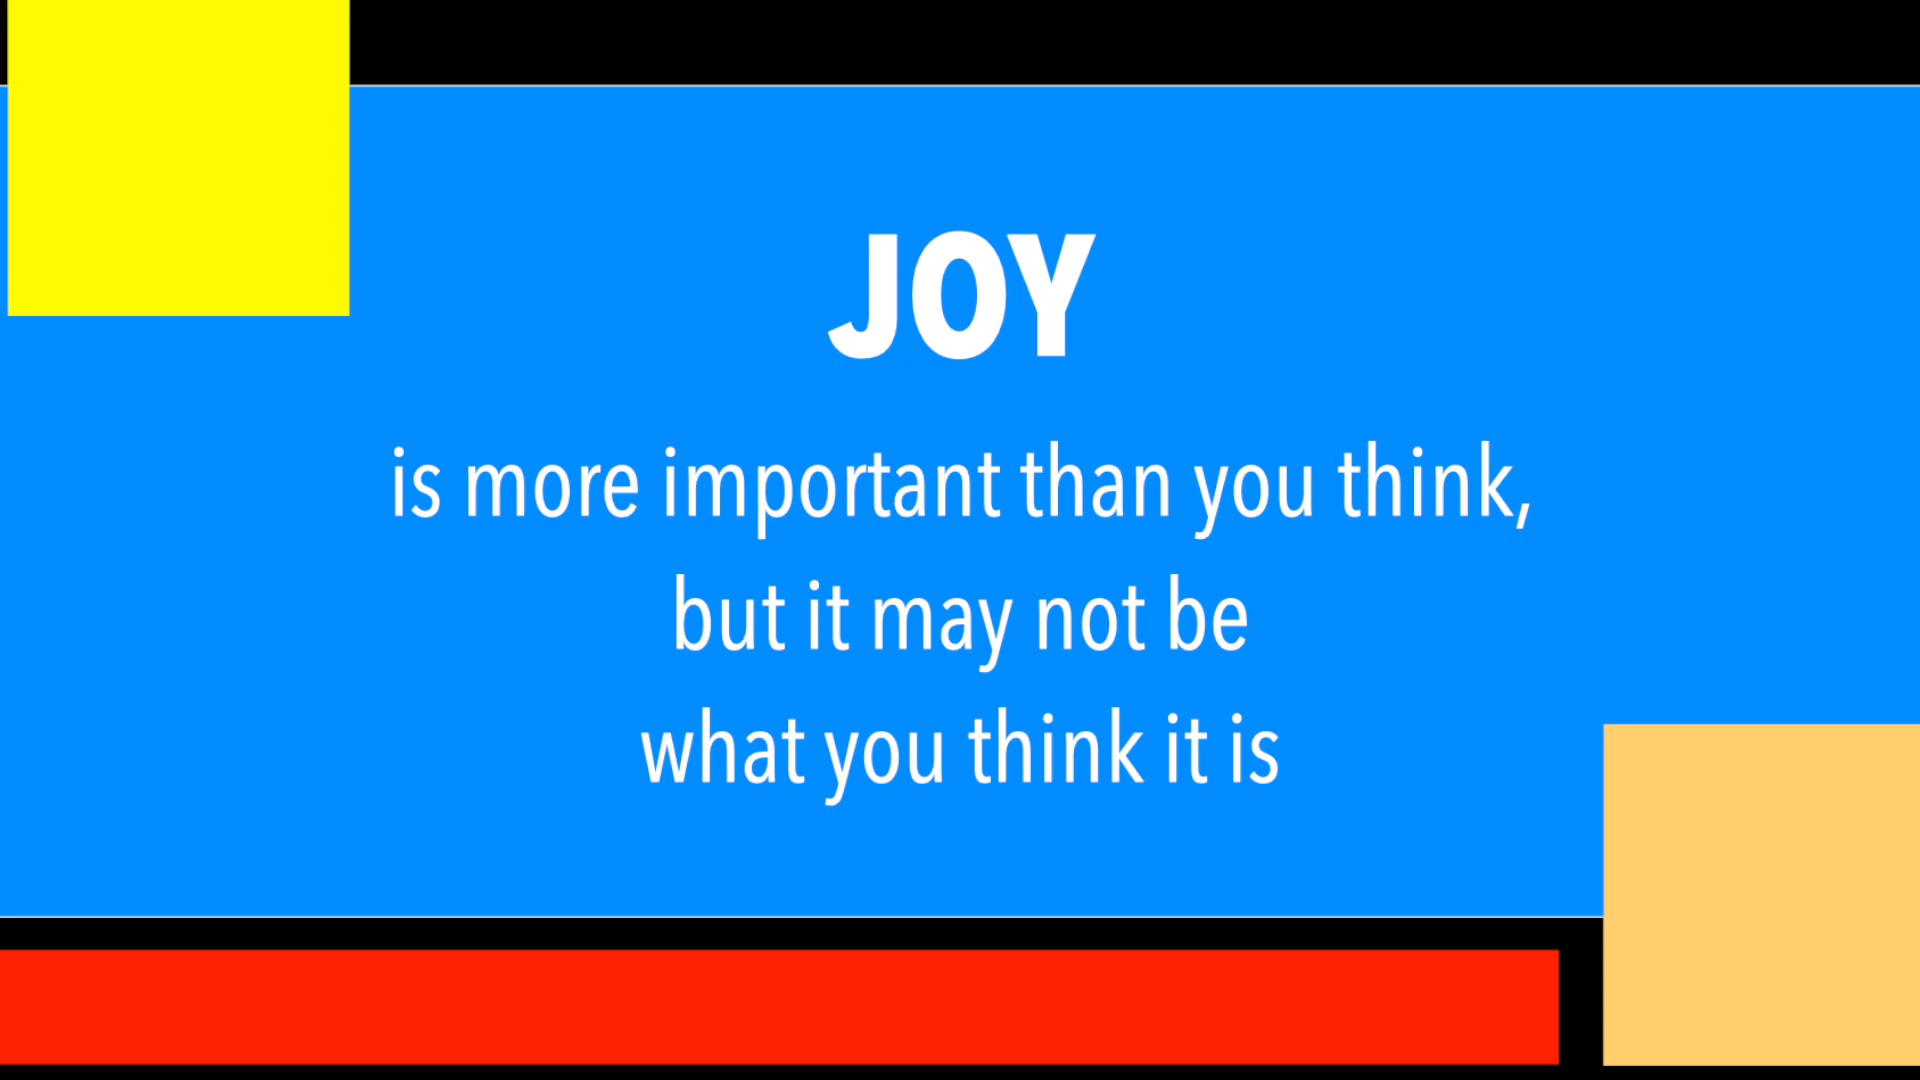 JOY
is more important than you think,
but it may not be
what you think it is